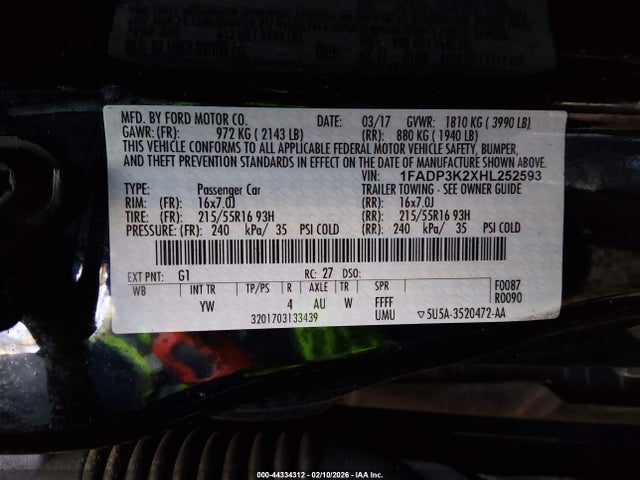 MFD. BY FORD MOTOR CO. DATE: 03/17 GVWR: 1810 KG ( 3990 LB)
GAWR: (FR): 972 KG ( 2143 LB) (RR): 880 KG ( 1940 LB)
THIS VEHICLE CONFORMS TO ALL APPLICABLE FEDERAL MOTOR VEHICLE SAFETY, BUMPER,
AND THEFT PREVENTION STANDARDS IN EFFECT ON THE DATE OF MANUFACTURE SHOWN ABOVE.
VIN: 1FADP3K2XHL252593
TYPE: Passenger Car TRAILER TOWING - SEE OWNER GUIDE
RIM: (FR): 16x7.0J (RR): 16x7.0J
TIRE: (FR): 215/55R16 93H (RR): 215/55R16 93H
PRESSURE: (FR): 240 kPa/ 35 PSI COLD (RR): 240 kPa/ 35 PSI COLD
EXT PNT: G1 RC: 27 DSO: F0087
WB INT TR TP/PS R AXLE TR SPR R0090
YW 4 AU W FFFF
3201703133439 UMU ▽5U5A-3520472-AA
000-44334312 - 02/10/2026 - IAA Inc.